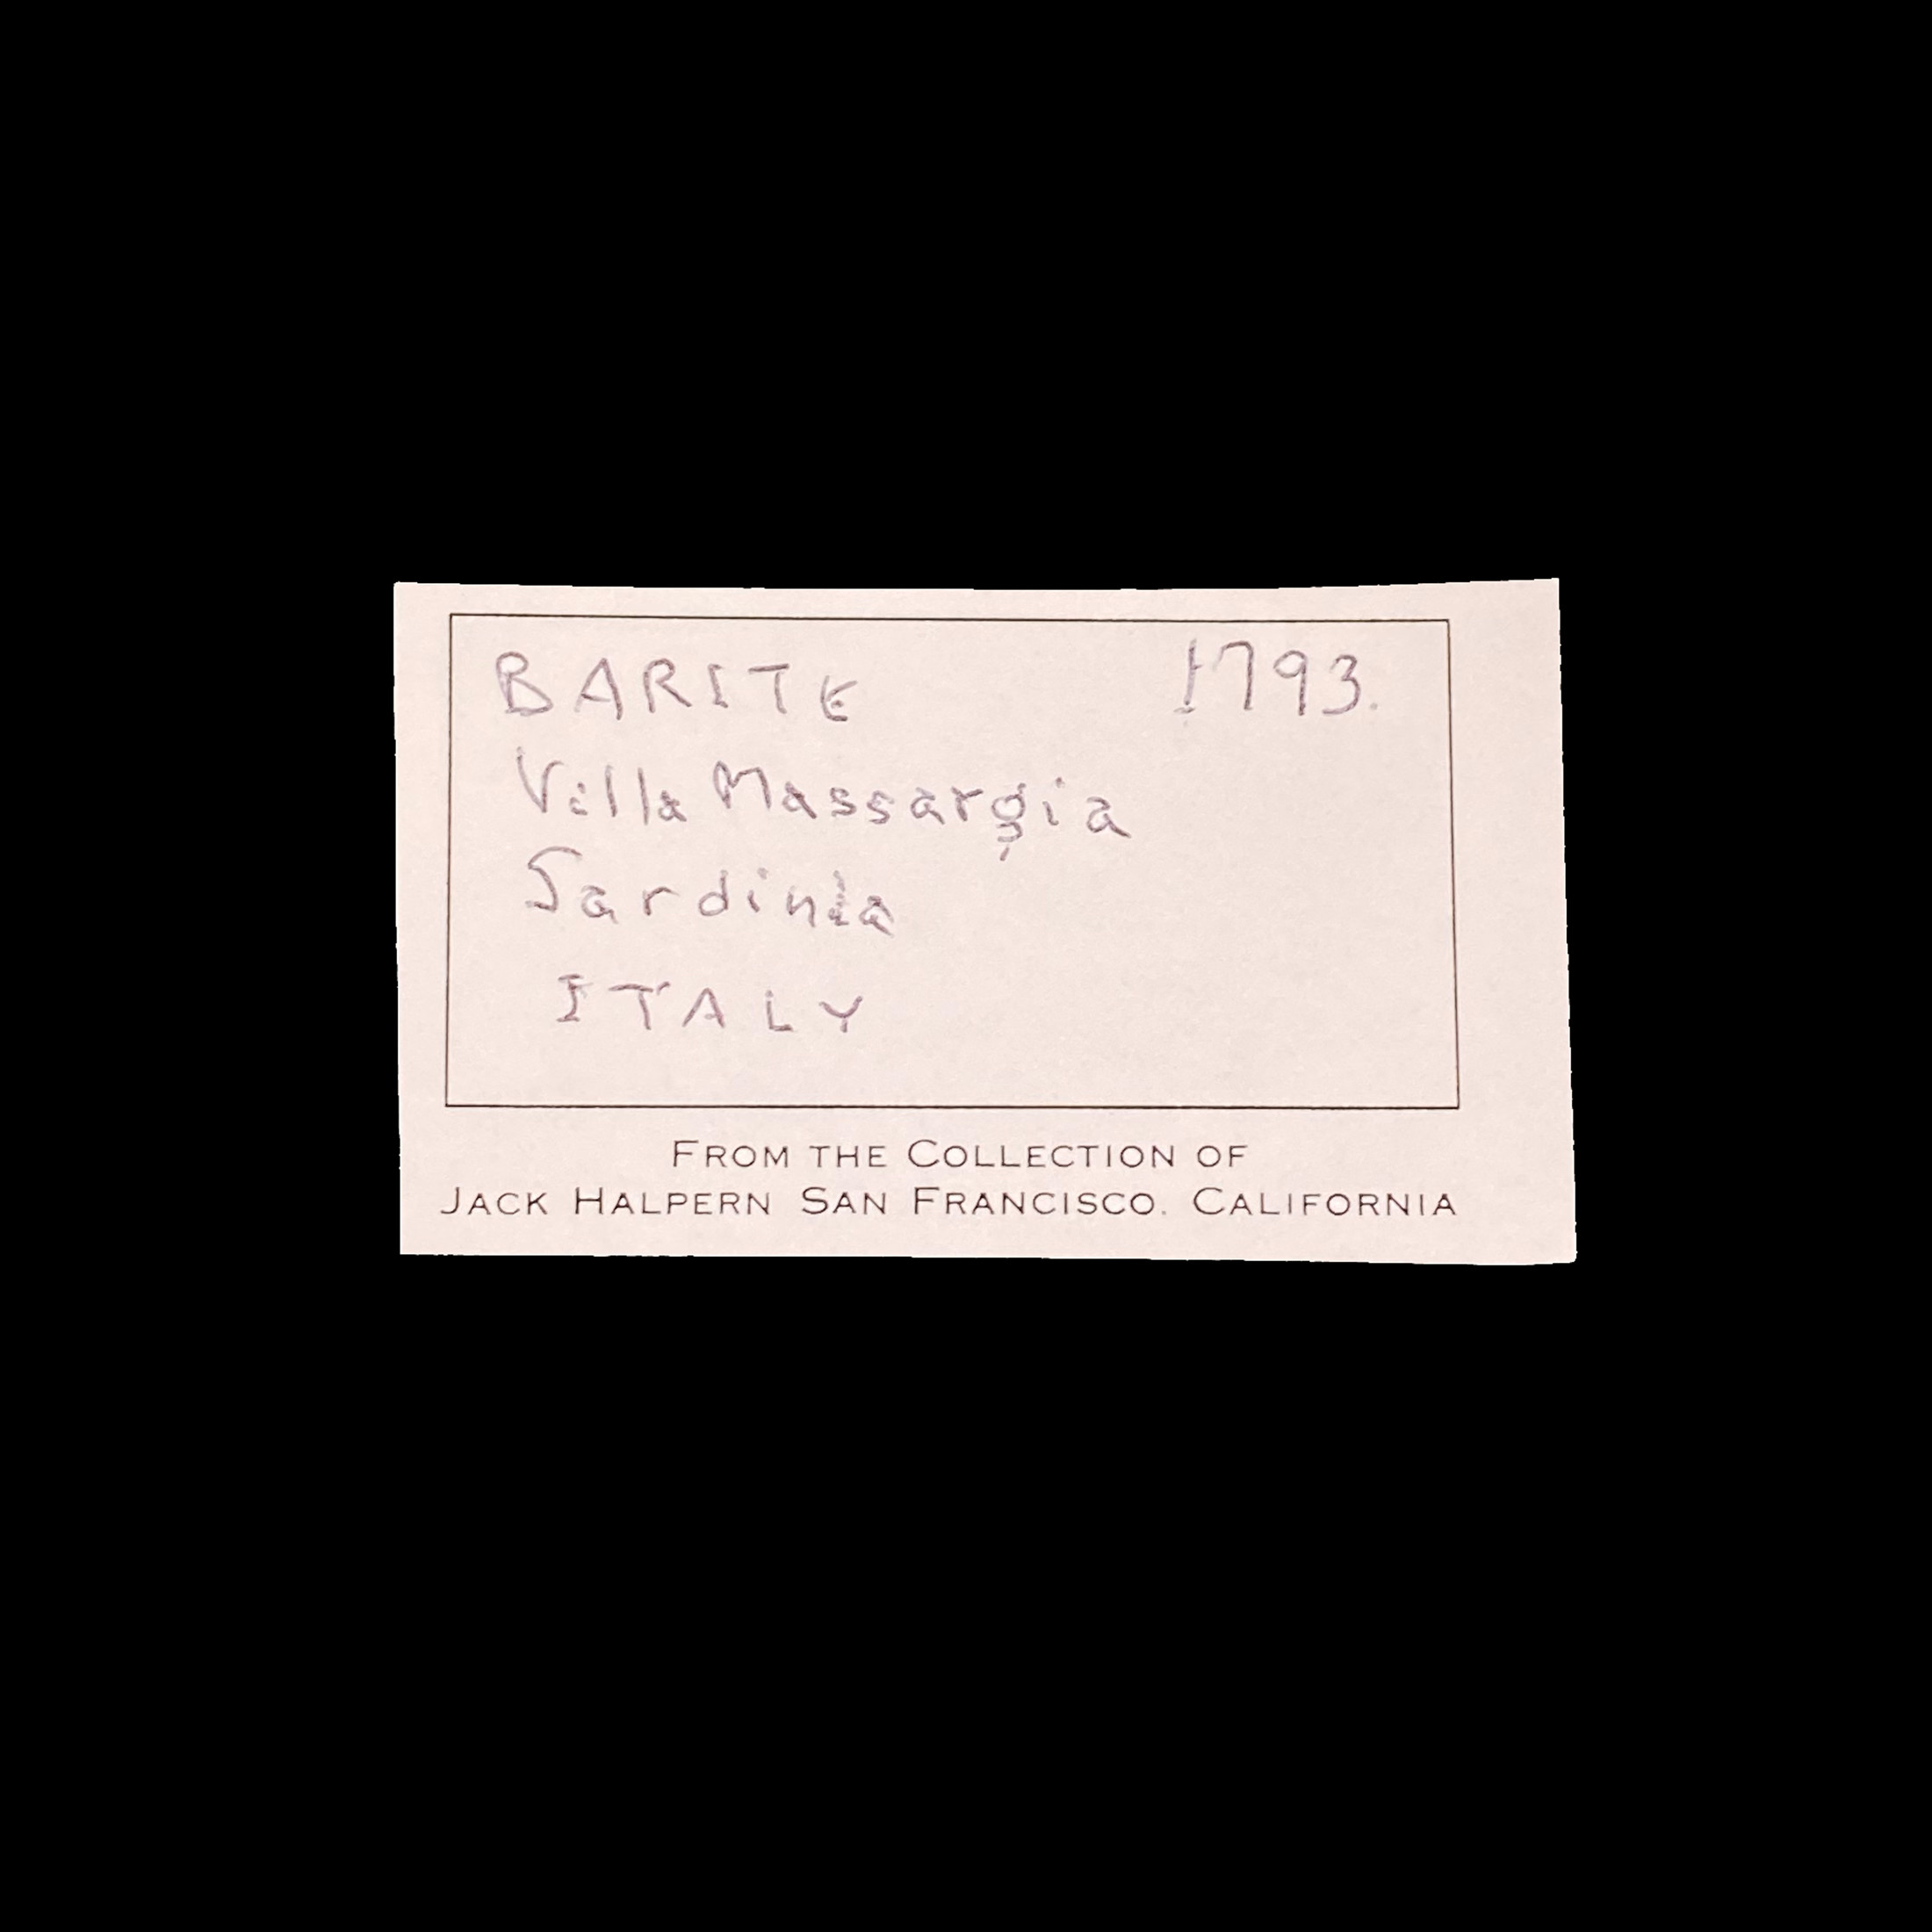 BARITE 1793.
Villa Massargia
Sardinia
ITALY
FROM THE COLLECTION OF
JACK HALPERN SAN FRANCISCO. CALIFORNIA